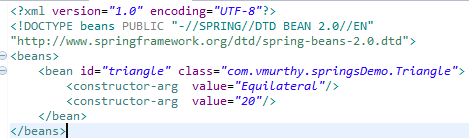 <?xml version="1.0" encoding="UTF-8"?>
<!DOCTYPE beans PUBLIC "-//SPRING//DTD BEAN 2.0//EN"
"http://www.springframework.org/dtd/spring-beans-2.0.dtd">
<beans>
<bean id="triangle" class="com.vmurthy.springsDemo.Triangle">
<constructor-arg  value="Equilateral"/>
<constructor-arg  value="20"/>
</bean>
</beans>